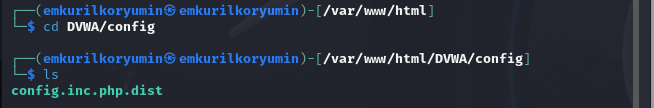 ┌──(emkurilkoryumin㉿emkurilkoryumin)-[/var/www/html]
└─$ cd DVWA/config
┌──(emkurilkoryumin㉿emkurilkoryumin)-[/var/www/html/DVWA/config]
└─$ ls
config.inc.php.dist